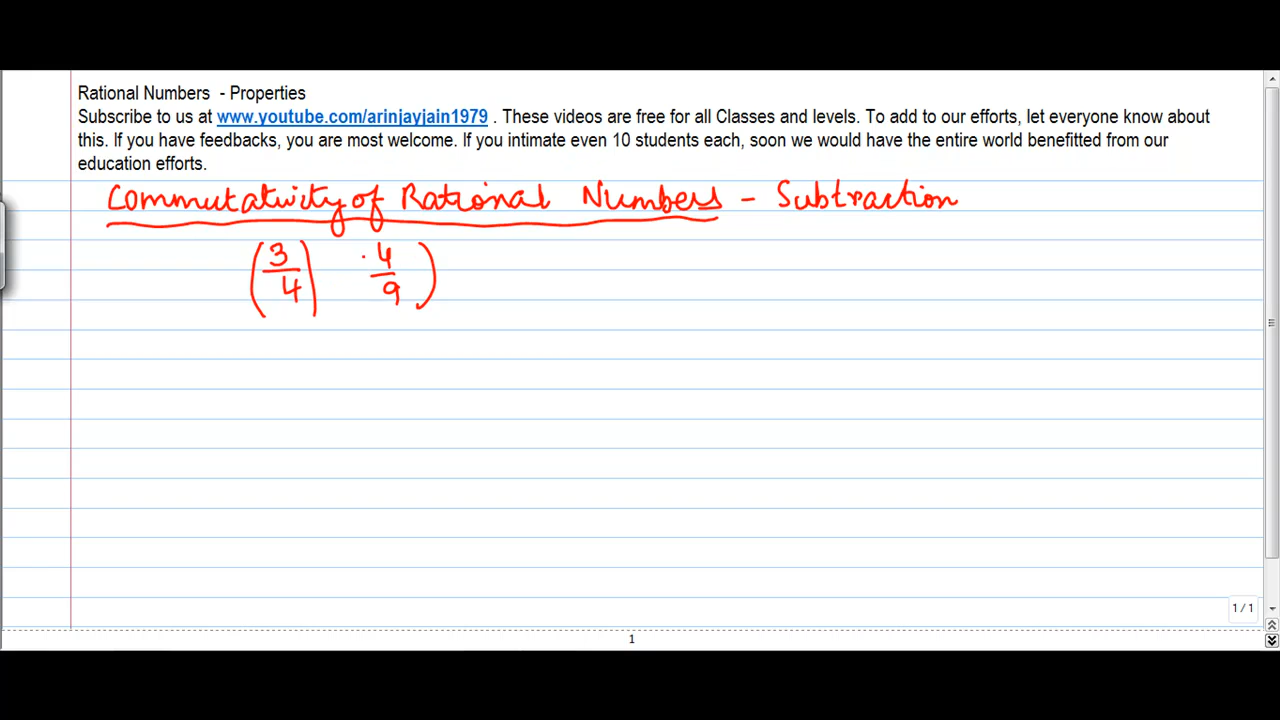 Rational Numbers - Properties
Subscribe to us at www.youtube.com/arinjayjain1979 . These videos are free for all Classes and levels. To add to our efforts, let everyone know about
this. If you have feedbacks, you are most welcome. If you intimate even 10 students each, soon we would have the entire world benefitted from our
education efforts.
Commutativity of Rational Numbers - Subtraction
(3/4) 4/9)
1 / 1
1